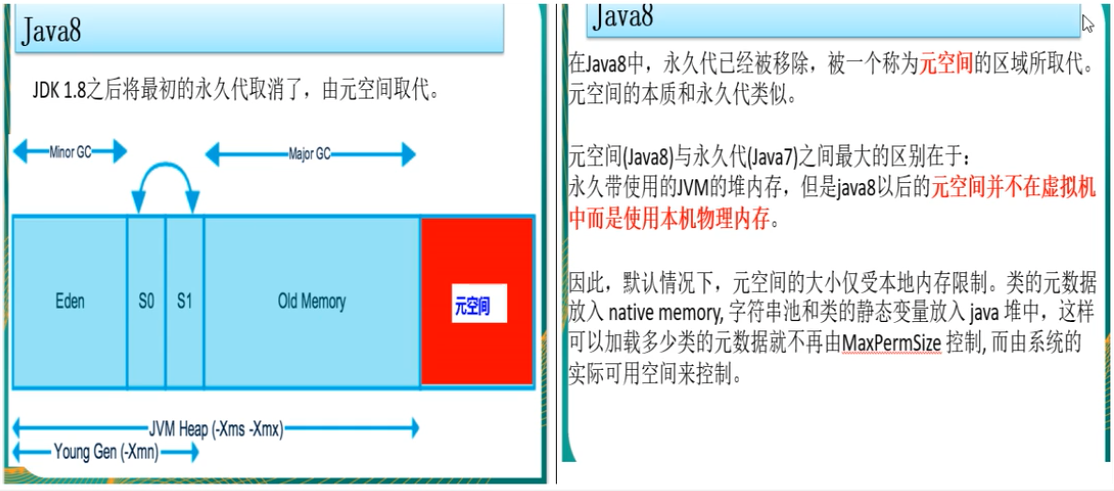 Java8
JDK 1.8之后将最初的永久代取消了，由元空间取代。
Minor GC
Major GC
Eden
S0
S1
Old Memory
元空间
JVM Heap (-Xms -Xmx)
Young Gen (-Xmn)
Java8
在Java8中，永久代已经被移除，被一个称为元空间的区域所取代。
元空间的本质和永久代类似。
元空间(Java8)与永久代(Java7)之间最大的区别在于：
永久带使用的JVM的堆内存，但是java8以后的元空间并不在虚拟机
中而是使用本机物理内存。
因此，默认情况下，元空间的大小仅受本地内存限制。类的元数据
放入 native memory, 字符串池和类的静态变量放入 java 堆中，这样
可以加载多少类的元数据就不再由MaxPermSize 控制, 而由系统的
实际可用空间来控制。